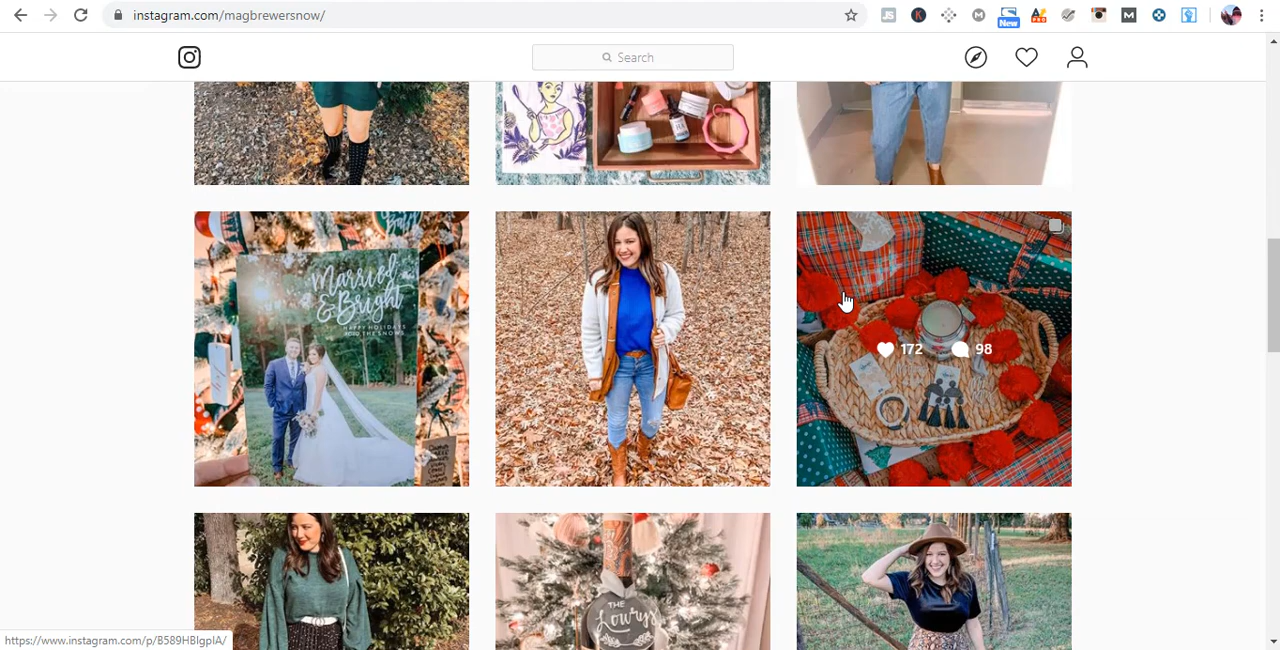 instagram.com/magbrewersnow/
New
Search
Married
& Bright
HAPPY HOLIDAYS
172
98
THE
Lowrys
https://www.instagram.com/p/B589HBlgplA/